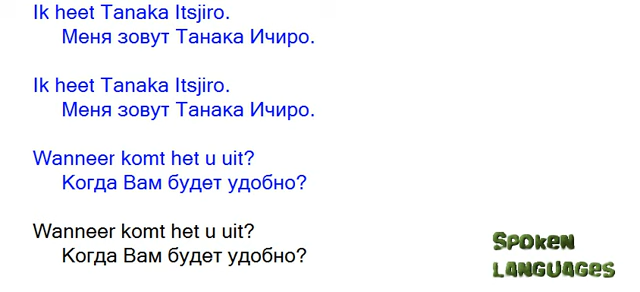 Ik heet Tanaka Itsjiro.
Меня зовут Танака Ичиро.
Ik heet Tanaka Itsjiro.
Меня зовут Танака Ичиро.
Wanneer komt het u uit?
Когда Вам будет удобно?
Wanneer komt het u uit?
Когда Вам будет удобно?
Spoken
Languages